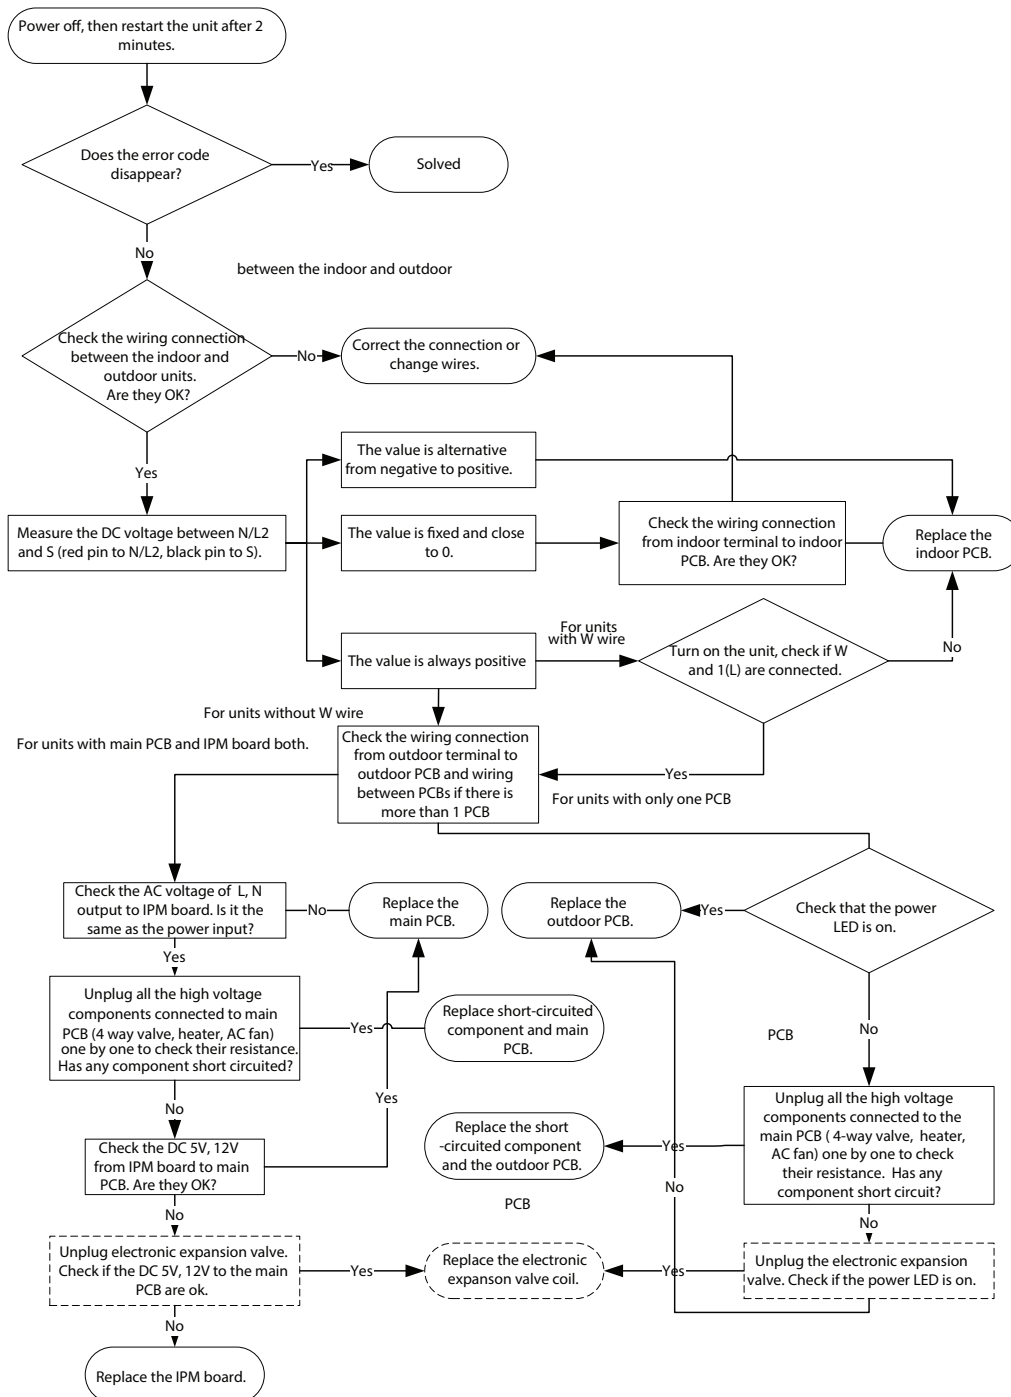 Power off, then restart the unit after 2
minutes.
Does the error code
disappear?
Yes
Solved
No
between the indoor and outdoor
Check the wiring connection
between the indoor and
outdoor units.
Are they OK?
No
Correct the connection or
change wires.
Yes
The value is alternative
from negative to positive.
Measure the DC voltage between N/L2
and S (red pin to N/L2, black pin to S).
The value is fixed and close
to 0.
Check the wiring connection
from indoor terminal to indoor
PCB. Are they OK?
Replace the
indoor PCB.
The value is always positive
For units
with W wire
Turn on the unit, check if W
and 1(L) are connected.
No
For units without W wire
For units with main PCB and IPM board both.
Check the wiring connection
from outdoor terminal to
outdoor PCB and wiring
between PCBs if there is
more than 1 PCB
Yes
For units with only one PCB
Check the AC voltage of L, N
output to IPM board. Is it the
same as the power input?
No
Replace the
main PCB.
Replace the
outdoor PCB.
Yes
Check that the power
LED is on.
Yes
Unplug all the high voltage
components connected to main
PCB (4 way valve, heater, AC fan)
one by one to check their resistance.
Has any component short circuited?
Yes
Replace short-circuited
component and main
PCB.
No
PCB
No
Yes
Check the DC 5V, 12V
from IPM board to main
PCB. Are they OK?
Replace the short
-circuited component
and the outdoor PCB.
Yes
Unplug all the high voltage
components connected to the
main PCB ( 4-way valve, heater,
AC fan) one by one to check
their resistance. Has any
component short circuit?
No
PCB
No
No
Unplug electronic expansion valve.
Check if the DC 5V, 12V to the main
PCB are ok.
Yes
Replace the electronic
expanson valve coil.
Yes
Unplug the electronic expansion
valve. Check if the power LED is on.
No
Replace the IPM board.